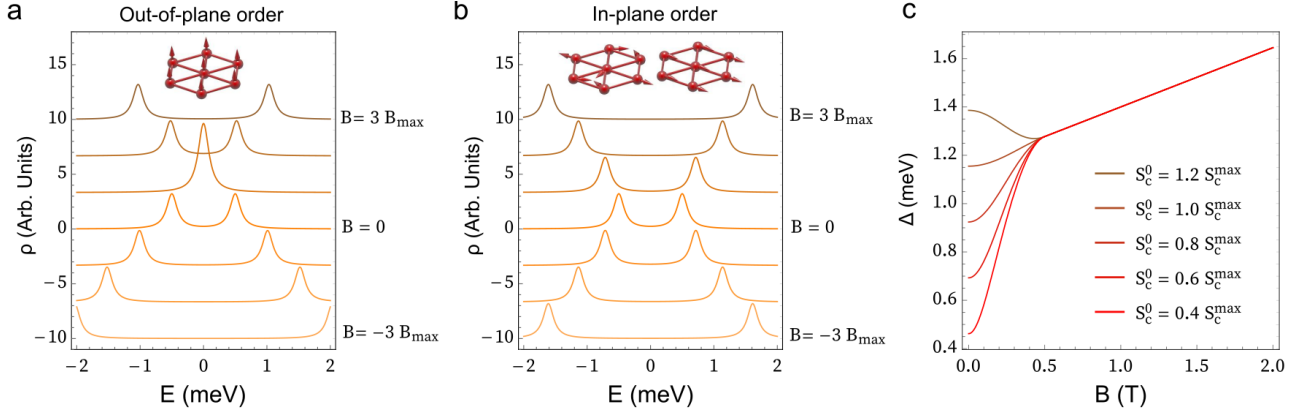 a
Out-of-plane order
ρ (Arb. Units)
15
10
5
0
−5
−10
B= 3 Bmax
B = 0
B= −3 Bmax
−2
−1
0
1
2
E (meV)
b
In-plane order
ρ (Arb. Units)
15
10
5
0
−5
−10
B= 3 Bmax
B = 0
B= −3 Bmax
−2
−1
0
1
2
E (meV)
c
Δ (meV)
1.6
1.4
1.2
1.0
0.8
0.6
0.4
S_c^0 = 1.2 S_c^max
S_c^0 = 1.0 S_c^max
S_c^0 = 0.8 S_c^max
S_c^0 = 0.6 S_c^max
S_c^0 = 0.4 S_c^max
0.0
0.5
1.0
1.5
2.0
B (T)